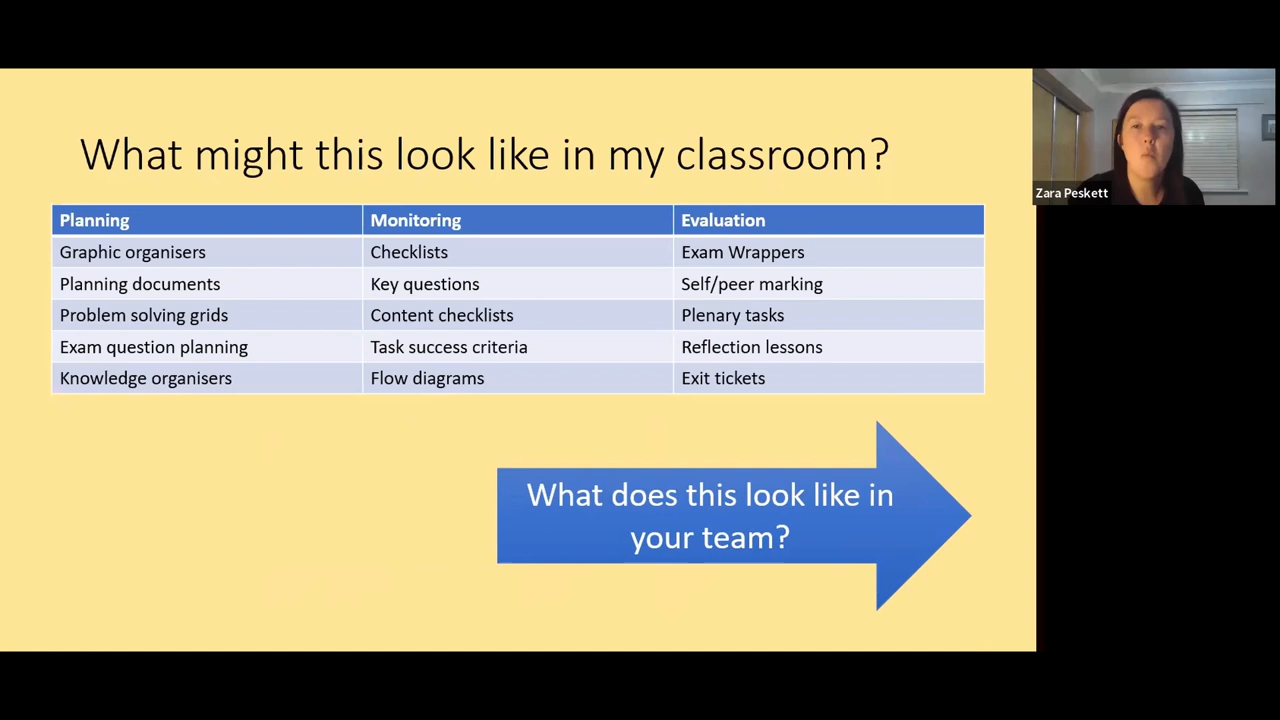 What might this look like in my classroom?
Planning Monitoring Evaluation
Graphic organisers Checklists Exam Wrappers
Planning documents Key questions Self/peer marking
Problem solving grids Content checklists Plenary tasks
Exam question planning Task success criteria Reflection lessons
Knowledge organisers Flow diagrams Exit tickets
What does this look like in
your team?
Zara Peskett